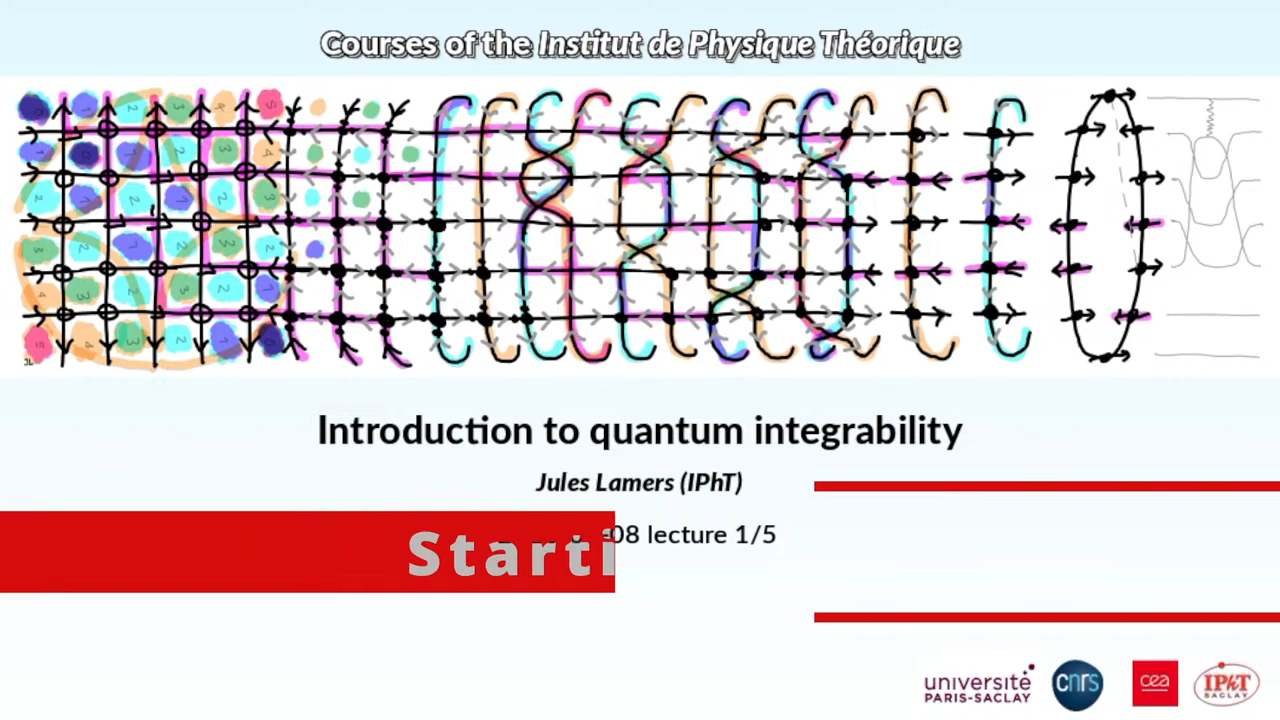 Courses of the Institut de Physique Théorique
Introduction to quantum integrability
Jules Lamers (IPhT)
08 lecture 1/5
Starti
université
PARIS-SACLAY
cnrs
cea
IPhT
SACLAY